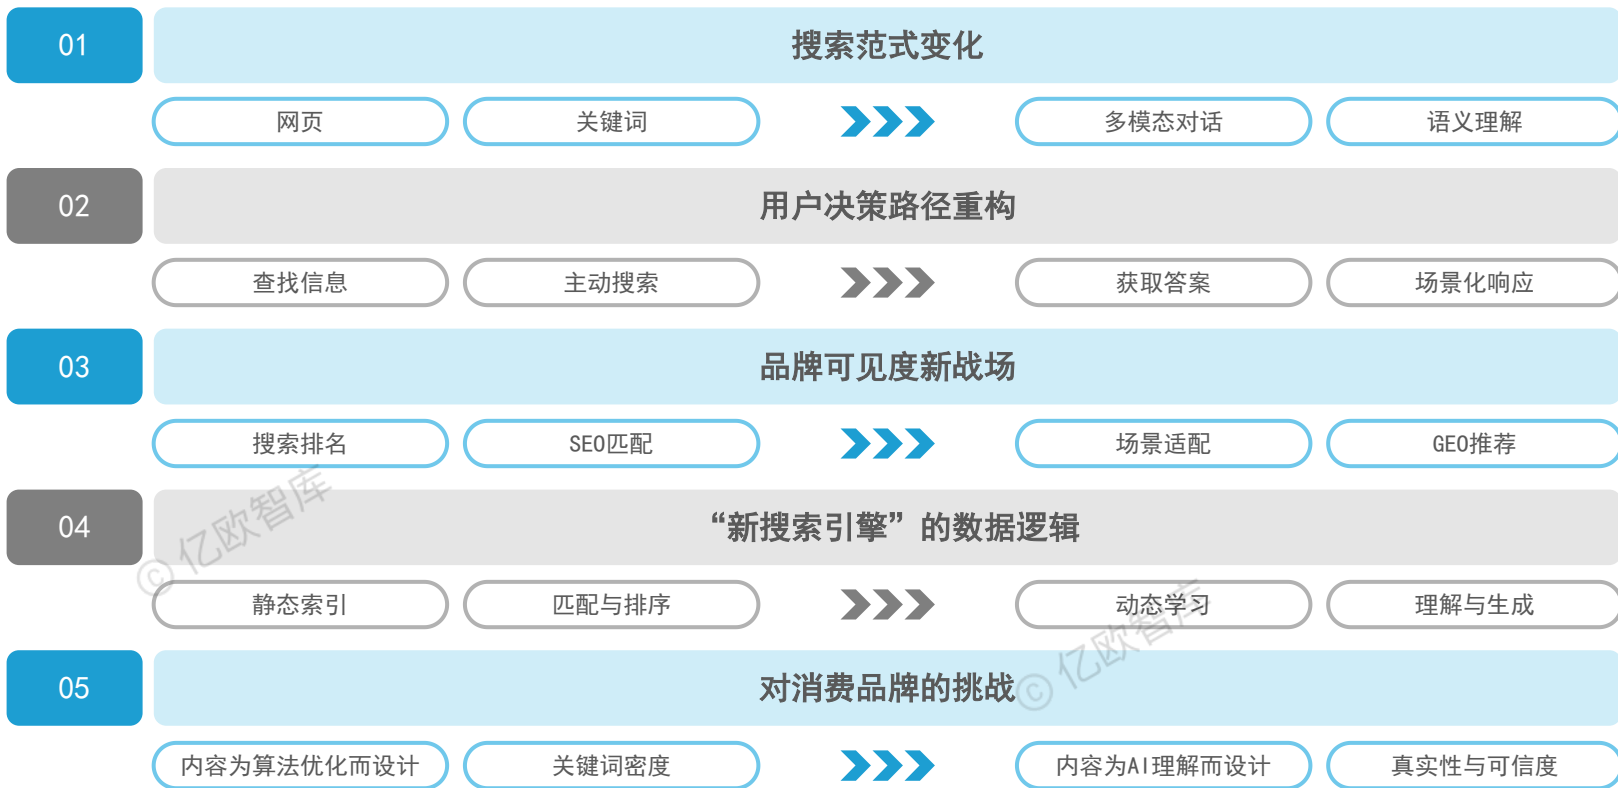 01
搜索范式变化
网页 关键词 多模态对话 语义理解
02
用户决策路径重构
查找信息 主动搜索 获取答案 场景化响应
03
品牌可见度新战场
搜索排名 SEO匹配 场景适配 GEO推荐
04
“新搜索引擎”的数据逻辑
静态索引 匹配与排序 动态学习 理解与生成
05
对消费品牌的挑战
内容为算法优化而设计 关键词密度 内容为AI理解而设计 真实性与可信度
© 亿欧智库
© 亿欧智库